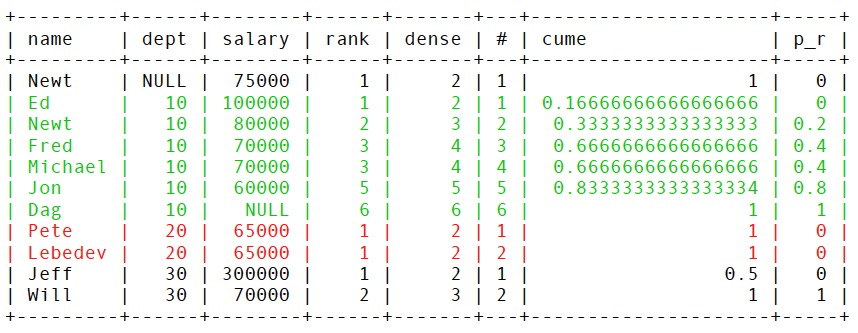 +---------+------+--------+------+-------+---+---------------------+-----+
| name    | dept | salary | rank | dense | # | cume                | p_r |
+---------+------+--------+------+-------+---+---------------------+-----+
| Newt    | NULL |  75000 |    1 |     2 | 1 |                   1 |   0 |
| Ed      |   10 | 100000 |    1 |     2 | 1 | 0.16666666666666666 |   0 |
| Newt    |   10 |  80000 |    2 |     3 | 2 |  0.3333333333333333 | 0.2 |
| Fred    |   10 |  70000 |    3 |     4 | 3 |  0.6666666666666666 | 0.4 |
| Michael |   10 |  70000 |    3 |     4 | 4 |  0.6666666666666666 | 0.4 |
| Jon     |   10 |  60000 |    5 |     5 | 5 |  0.8333333333333334 | 0.8 |
| Dag     |   10 |   NULL |    6 |     6 | 6 |                   1 |   1 |
| Pete    |   20 |  65000 |    1 |     2 | 1 |                   1 |   0 |
| Lebedev |   20 |  65000 |    1 |     2 | 2 |                   1 |   0 |
| Jeff    |   30 | 300000 |    1 |     2 | 1 |                 0.5 |   0 |
| Will    |   30 |  70000 |    2 |     3 | 2 |                   1 |   1 |
+---------+------+--------+------+-------+---+---------------------+-----+